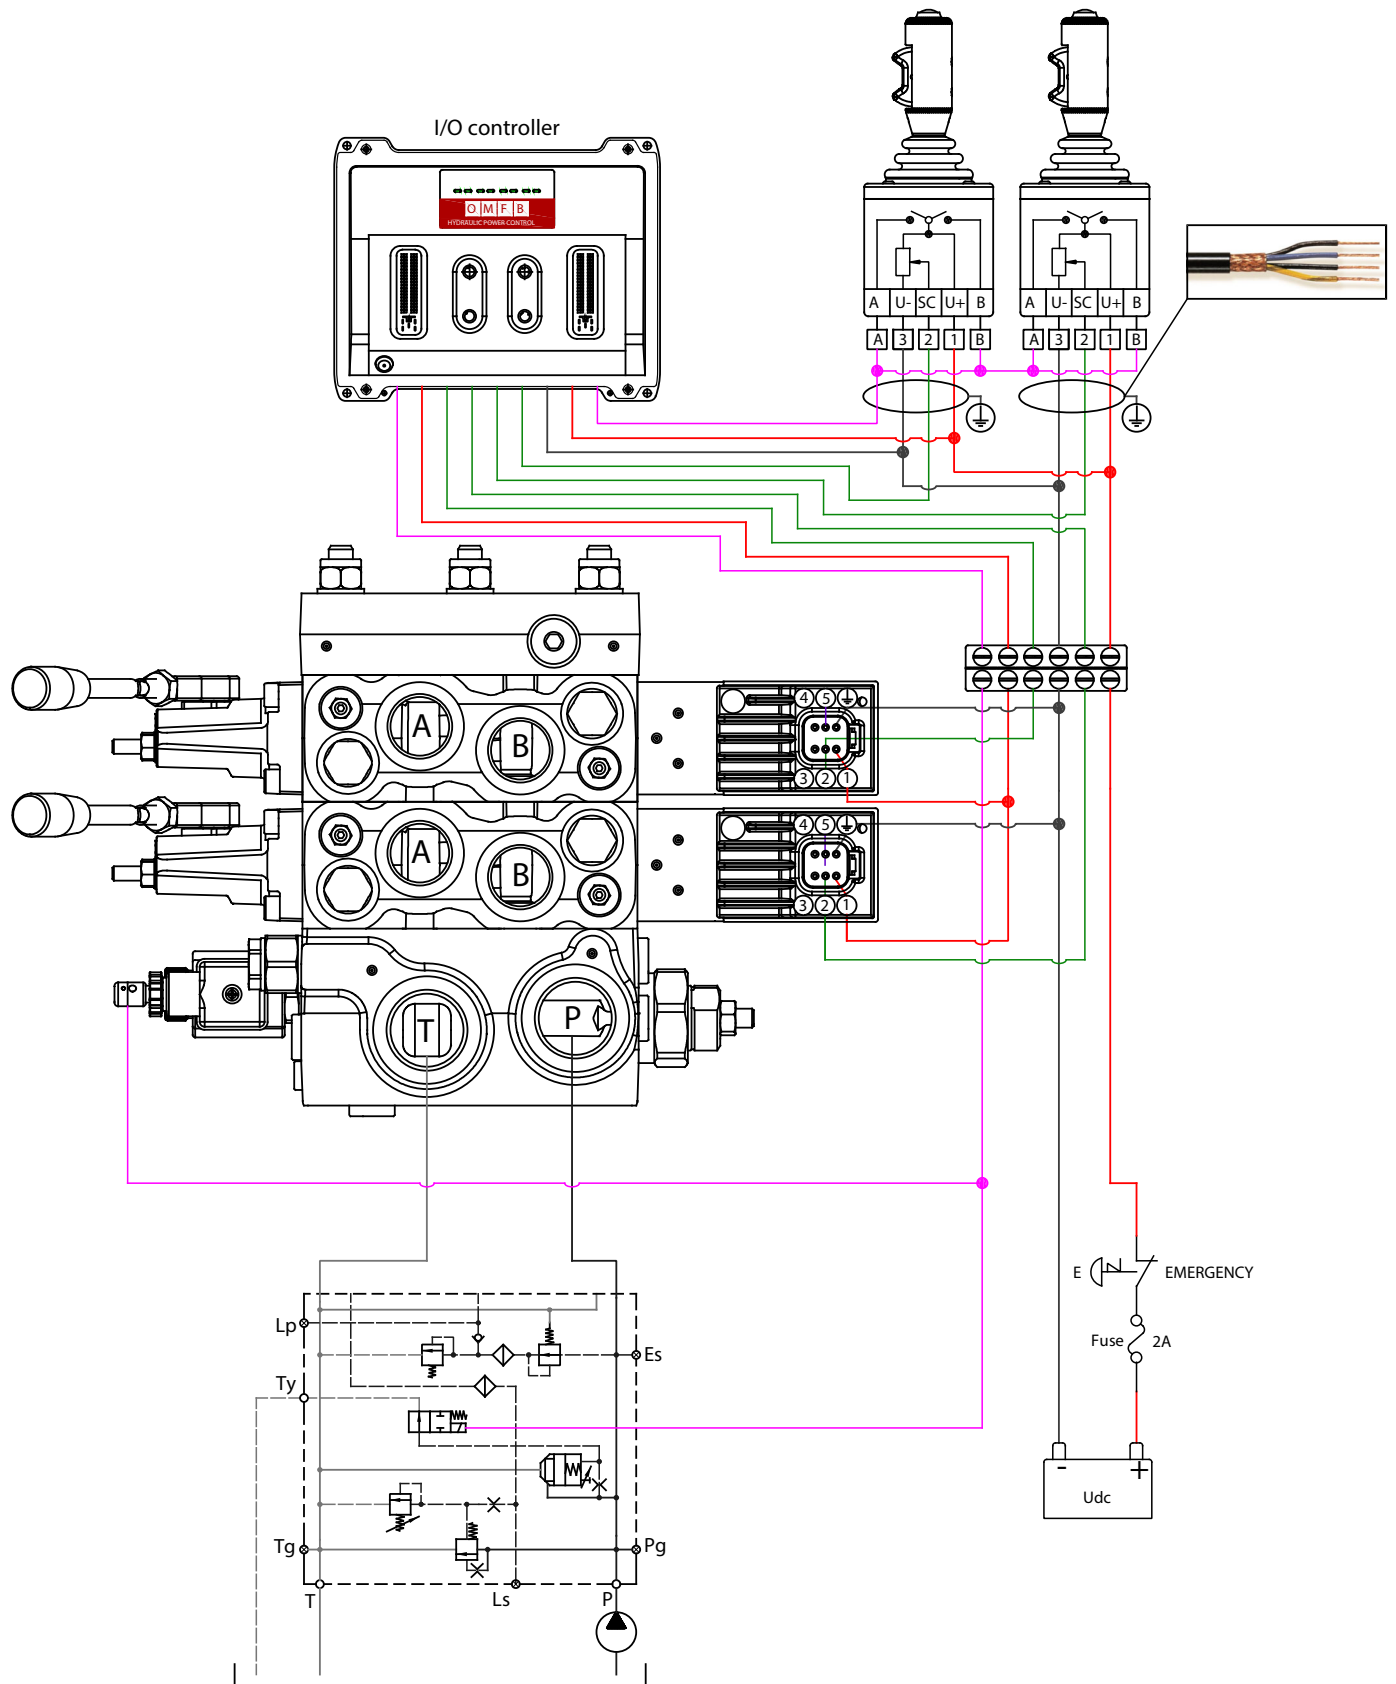 I/O controller
O M F B
HYDRAULIC POWER CONTROL
A U- SC U+ B
A U- SC U+ B
A 3 2 1 B
A 3 2 1 B
4 5
A
B
3 2 1
4 5
A
B
3 2 1
T
P
E
EMERGENCY
Fuse 2A
Lp
Es
Ty
- +
Udc
Tg
Pg
T
Ls
P